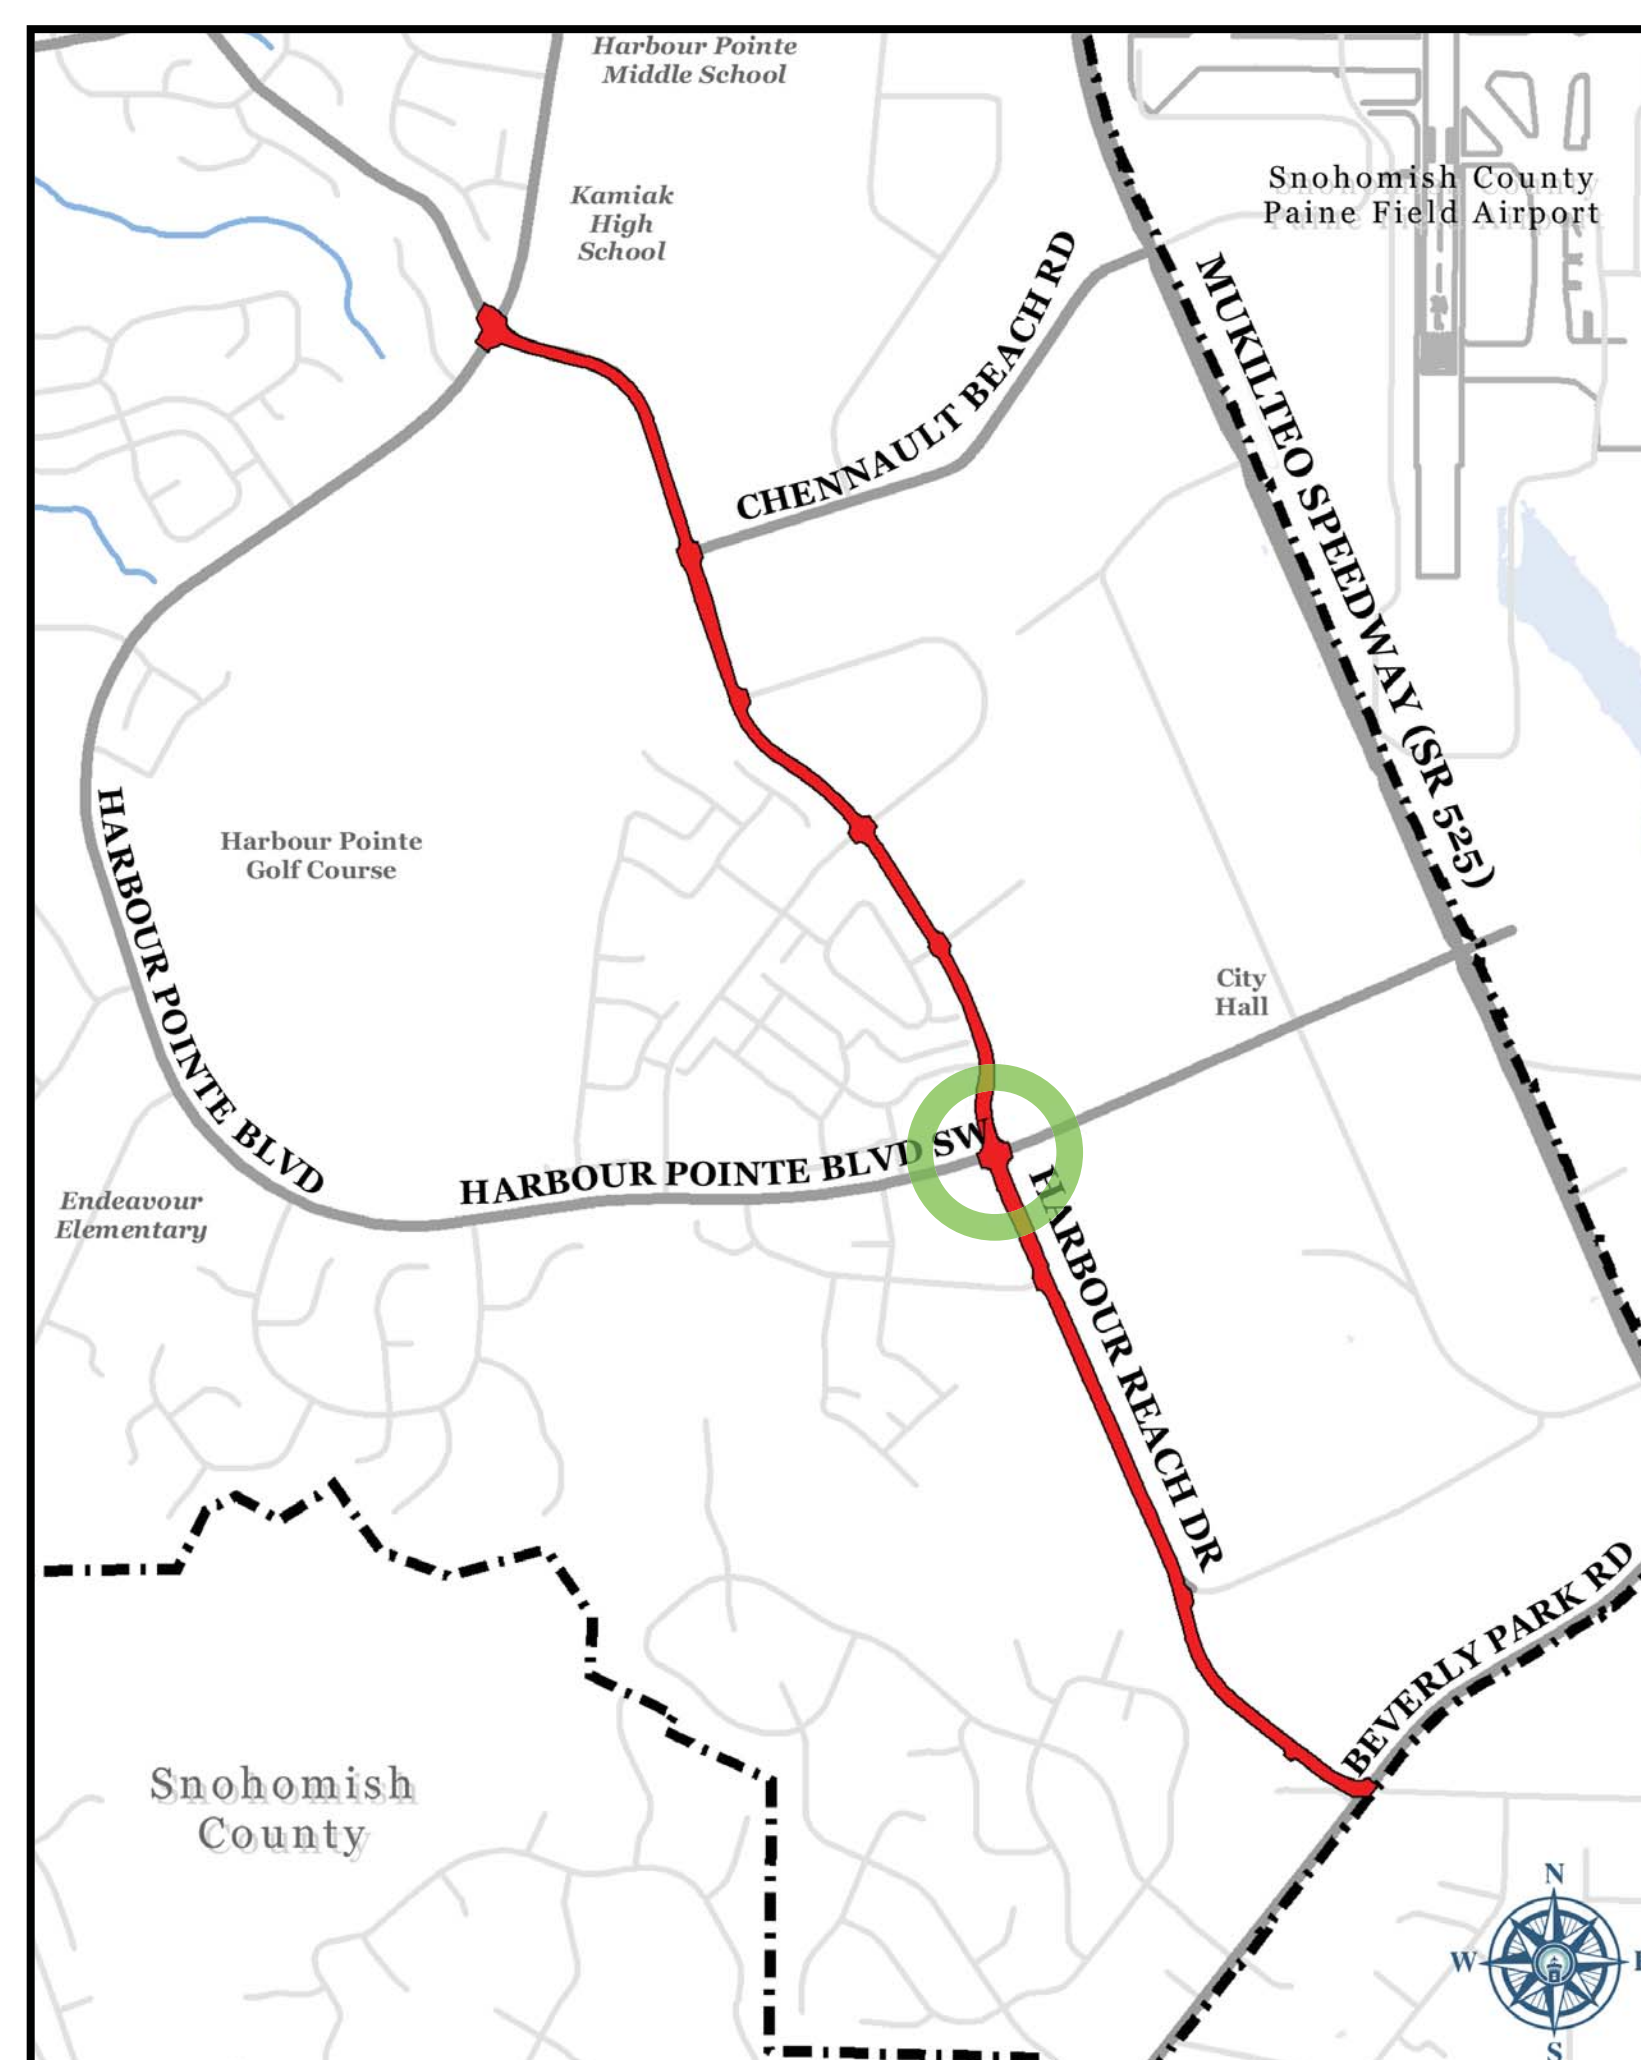 Harbour Pointe
Middle School
Kamiak
High
School
Snohomish County
Paine Field Airport
CHENNAULT BEACH RD
MUKILTEO SPEEDWAY (SR 525)
HARBOUR POINTE BLVD
Harbour Pointe
Golf Course
City
Hall
HARBOUR POINTE BLVD SW
HARBOUR REACH DR
Endeavour
Elementary
BEVERLY PARK RD
Snohomish
County
N
W
S